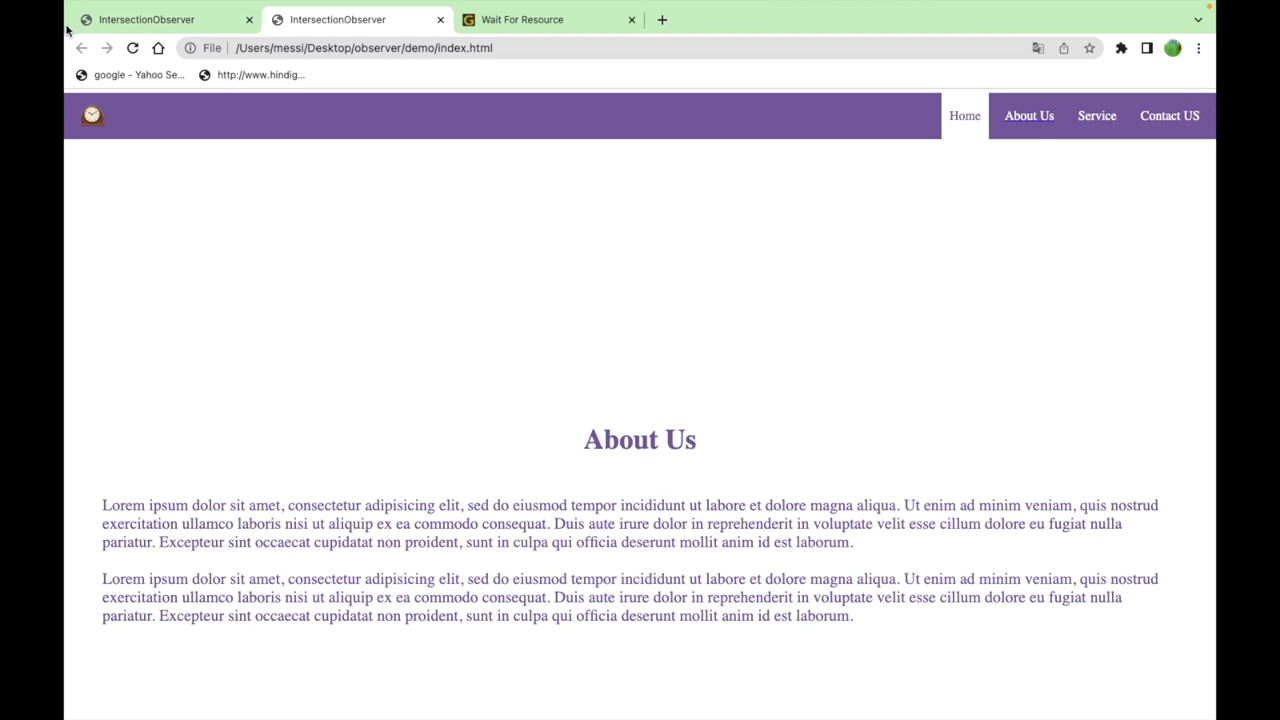 IntersectionObserver
IntersectionObserver
Wait For Resource
File
/Users/messi/Desktop/observer/demo/index.html
google - Yahoo Se...
http://www.hindig...
Home
About Us
Service
Contact US
About Us
Lorem ipsum dolor sit amet, consectetur adipisicing elit, sed do eiusmod tempor incididunt ut labore et dolore magna aliqua. Ut enim ad minim veniam, quis nostrud
exercitation ullamco laboris nisi ut aliquip ex ea commodo consequat. Duis aute irure dolor in reprehenderit in voluptate velit esse cillum dolore eu fugiat nulla
pariatur. Excepteur sint occaecat cupidatat non proident, sunt in culpa qui officia deserunt mollit anim id est laborum.
Lorem ipsum dolor sit amet, consectetur adipisicing elit, sed do eiusmod tempor incididunt ut labore et dolore magna aliqua. Ut enim ad minim veniam, quis nostrud
exercitation ullamco laboris nisi ut aliquip ex ea commodo consequat. Duis aute irure dolor in reprehenderit in voluptate velit esse cillum dolore eu fugiat nulla
pariatur. Excepteur sint occaecat cupidatat non proident, sunt in culpa qui officia deserunt mollit anim id est laborum.